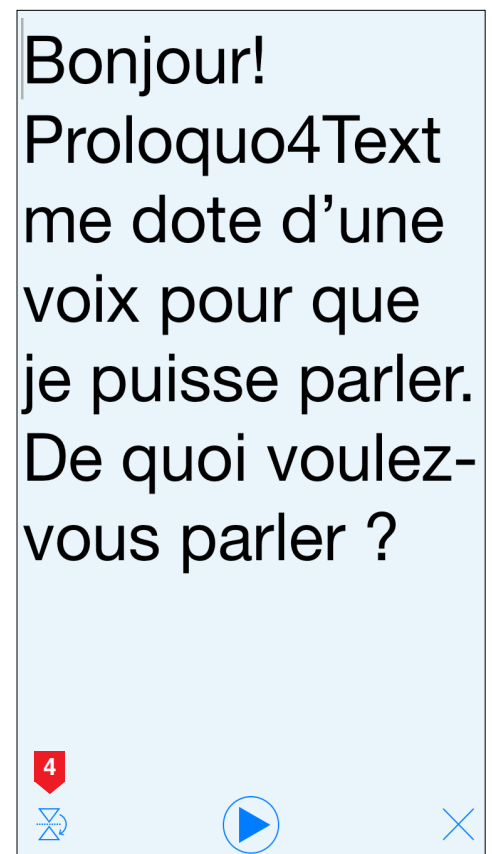 Bonjour!
Proloquo4Text
me dote d’une
voix pour que
je puisse parler.
De quoi voulez-
vous parler ?
4